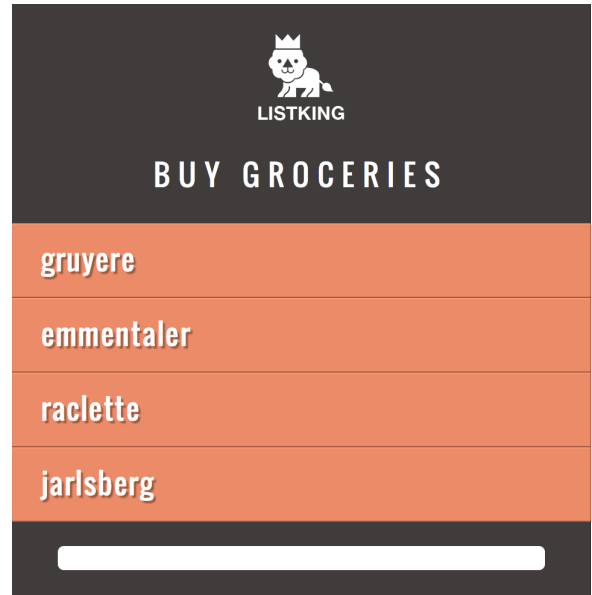 LISTKING
BUY GROCERIES
gruyere
emmentaler
raclette
jarlsberg